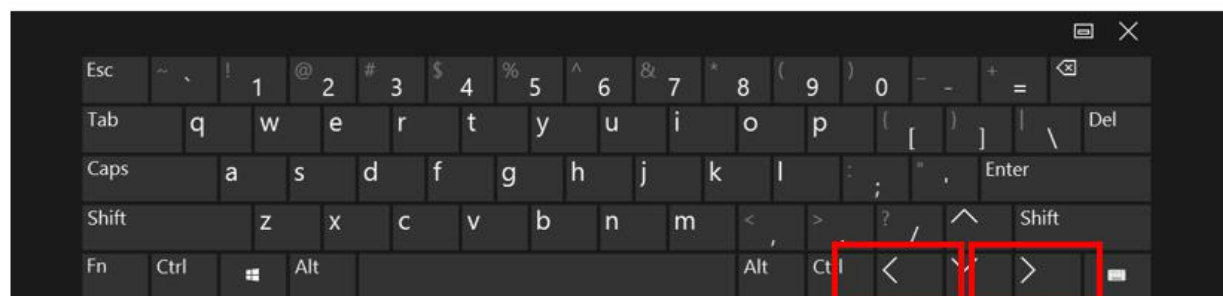 Esc ~ ` ! 1 @ 2 # 3 $ 4 % 5 ^ 6 & 7 * 8 ( 9 ) 0 _ - + =
Tab q w e r t y u i o p { [ } ] | \ Del
Caps a s d f g h j k l : ; " ' Enter
Shift z x c v b n m < , > . ? / Shift
Fn Ctrl Alt Alt Ctrl